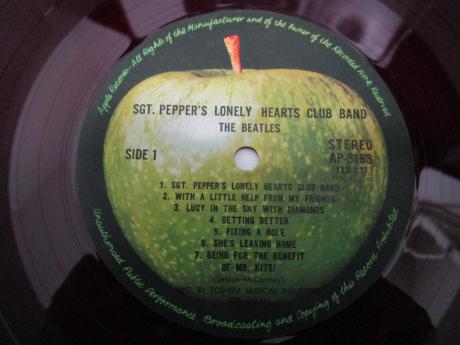 Apple Records-All Rights of the Manufacturer and of the Owner of the Recorded Work Reserved
SGT. PEPPER'S LONELY HEARTS CLUB BAND
THE BEATLES
SIDE 1
STEREO
AP-8163
1. SGT. PEPPER'S LONELY HEARTS CLUB BAND
2. WITH A LITTLE HELP FROM MY FRIENDS
3. LUCY IN THE SKY WITH DIAMONDS
4. GETTING BETTER
5. FIXING A HOLE
6. SHE'S LEAVING HOME
7. BEING FOR THE BENEFIT
OF MR. KITE!
(Lennon-McCartney)
BY TOSHIBA MUSICAL INDUSTRIES
Unauthorised Public Performance, Broadcasting and Copying of this Record Prohibited